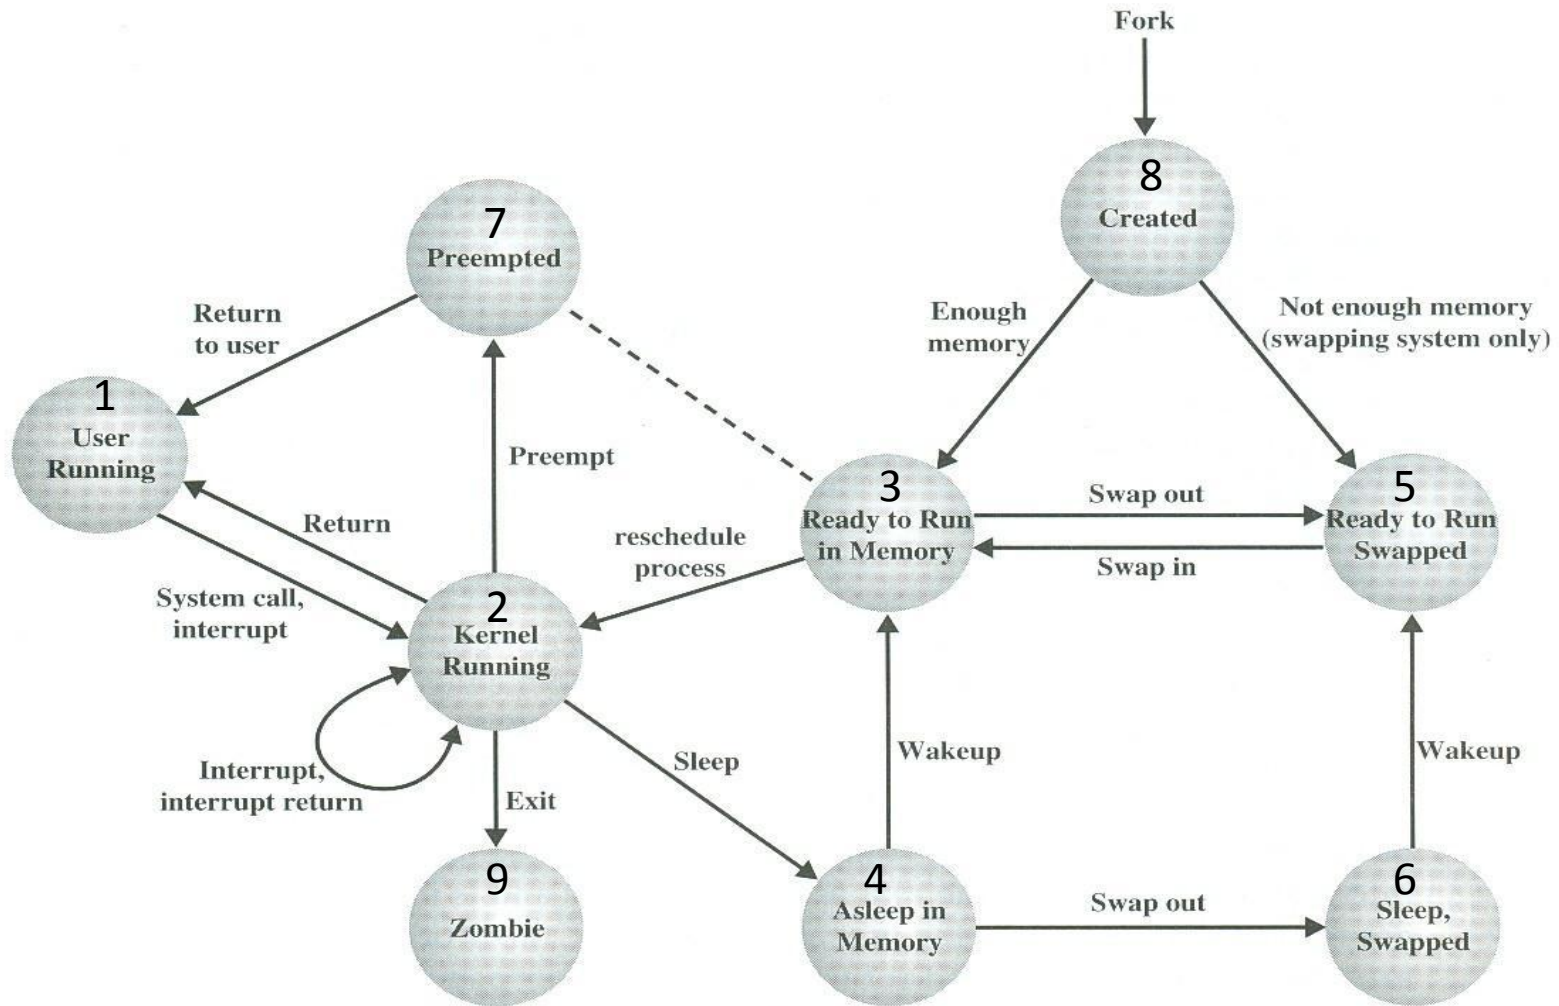 Fork
8
Created
7
Preempted
Return
to user
Enough
memory
Not enough memory
(swapping system only)
1
User
Running
Preempt
3
Ready to Run
in Memory
Swap out
5
Ready to Run
Swapped
Return
reschedule
process
Swap in
System call,
interrupt
2
Kernel
Running
Sleep
Wakeup
Wakeup
Interrupt,
interrupt return
Exit
9
Zombie
4
Asleep in
Memory
Swap out
6
Sleep,
Swapped